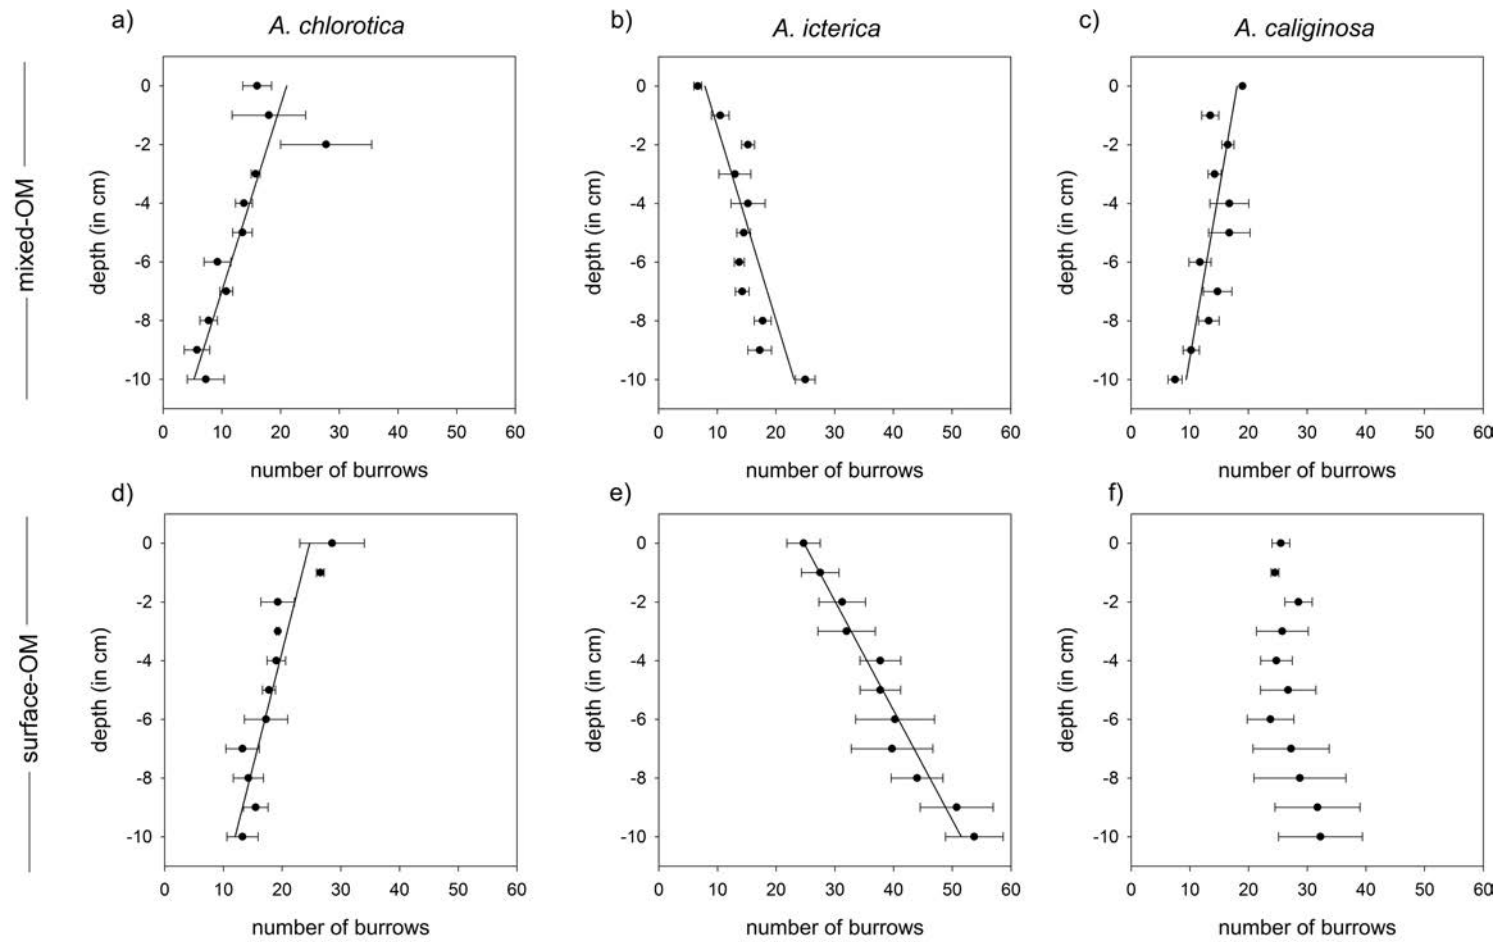 a)
A. chlorotica
b)
A. icterica
c)
A. caliginosa
mixed-OM
depth (in cm)
0
-2
-4
-6
-8
-10
0 10 20 30 40 50 60
number of burrows
depth (in cm)
0
-2
-4
-6
-8
-10
0 10 20 30 40 50 60
number of burrows
depth (in cm)
0
-2
-4
-6
-8
-10
0 10 20 30 40 50 60
number of burrows
surface-OM
d)
depth (in cm)
0
-2
-4
-6
-8
-10
0 10 20 30 40 50 60
number of burrows
e)
depth (in cm)
0
-2
-4
-6
-8
-10
0 10 20 30 40 50 60
number of burrows
f)
depth (in cm)
0
-2
-4
-6
-8
-10
0 10 20 30 40 50 60
number of burrows